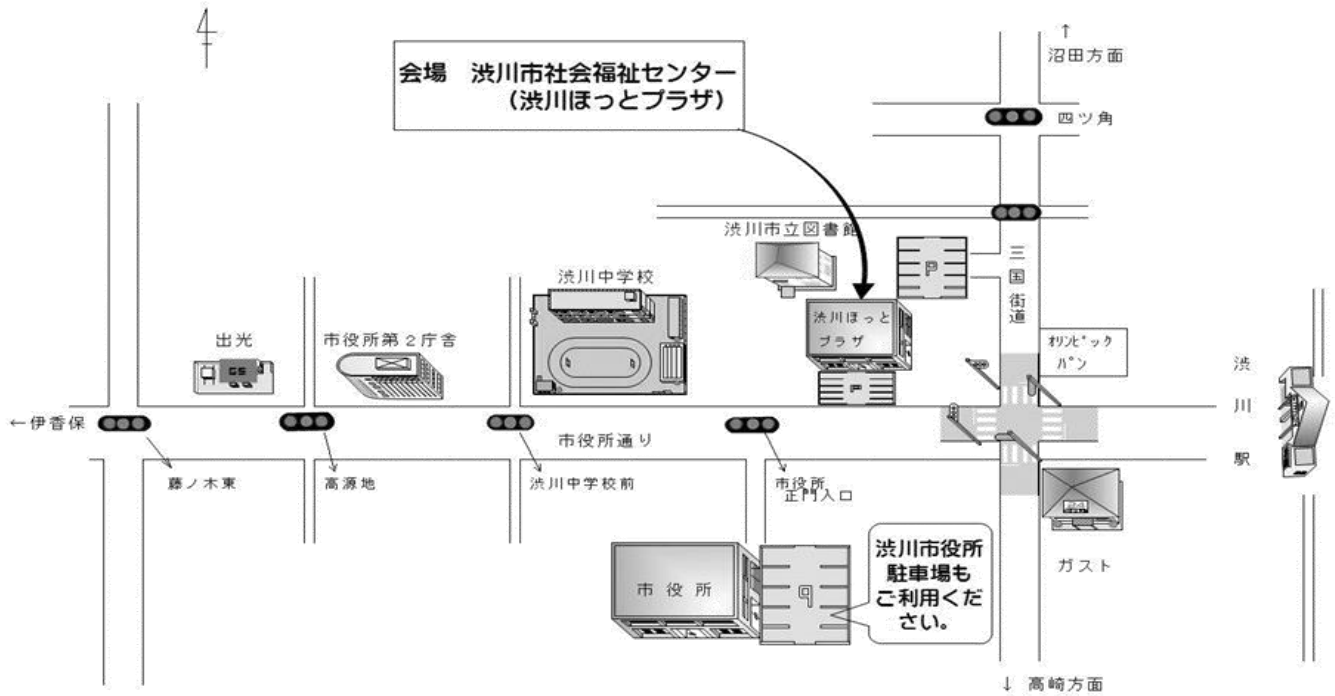 ↑
沼田方面
会場 渋川市社会福祉センター
(渋川ほっとプラザ)
四ツ角
渋川市立図書館
P
三国街道
渋川中学校
渋川ほっと
プラザ
出光
GS
市役所第2庁舎
P
オリンピック
パン
渋川駅
←伊香保
市役所通り
藤ノ木東
高源地
渋川中学校前
市役所
正門入口
渋川市役所
駐車場も
ご利用くだ
さい。
市役所
P
ガスト
↓ 高崎方面